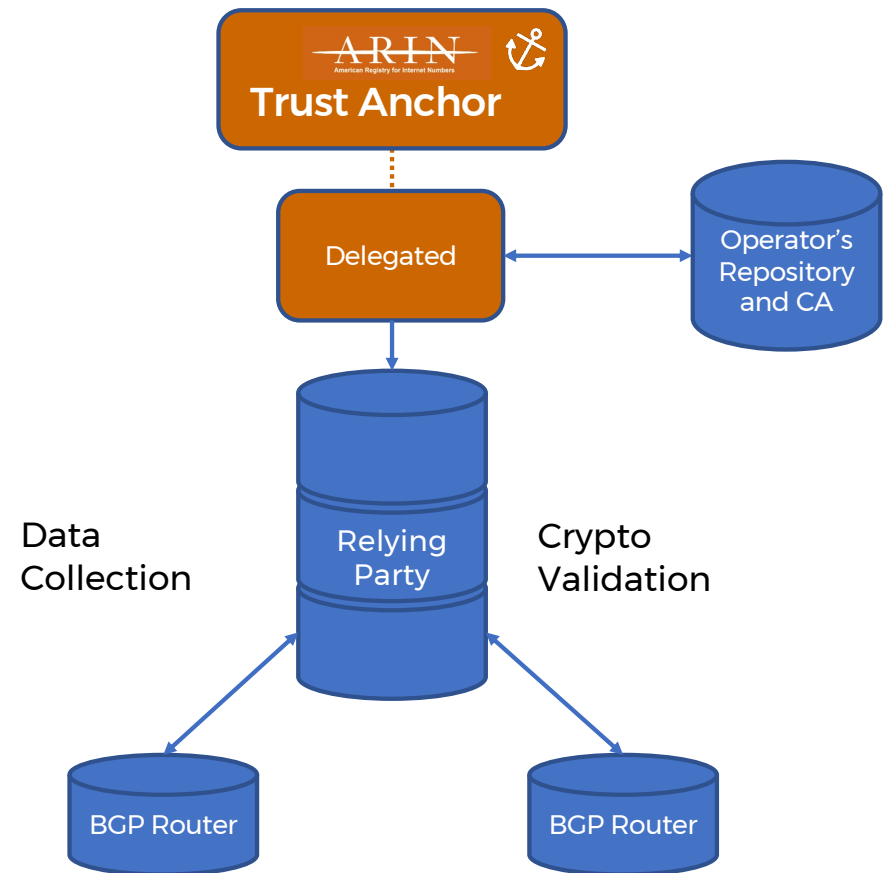 ARIN
American Registry for Internet Numbers
Trust Anchor
Delegated
Operator’s
Repository
and CA
Data
Collection
Relying
Party
Crypto
Validation
BGP Router
BGP Router